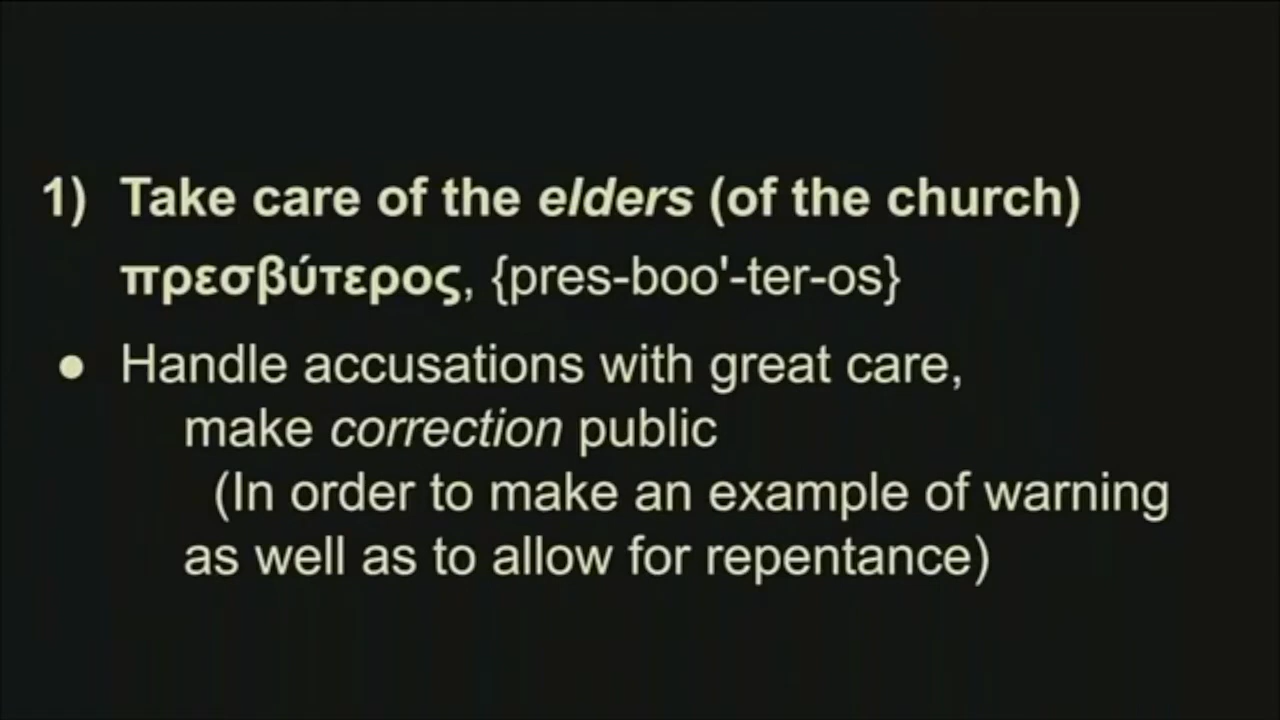 1) Take care of the elders (of the church)
πρεσβύτερος, {pres-boo'-ter-os}
● Handle accusations with great care,
make correction public
(In order to make an example of warning
as well as to allow for repentance)